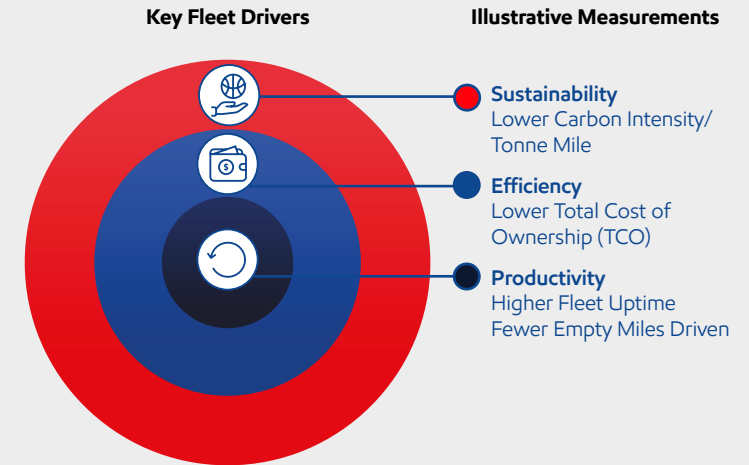 Key Fleet Drivers
Illustrative Measurements
Sustainability
Lower Carbon Intensity/
Tonne Mile
$
Efficiency
Lower Total Cost of
Ownership (TCO)
Productivity
Higher Fleet Uptime
Fewer Empty Miles Driven